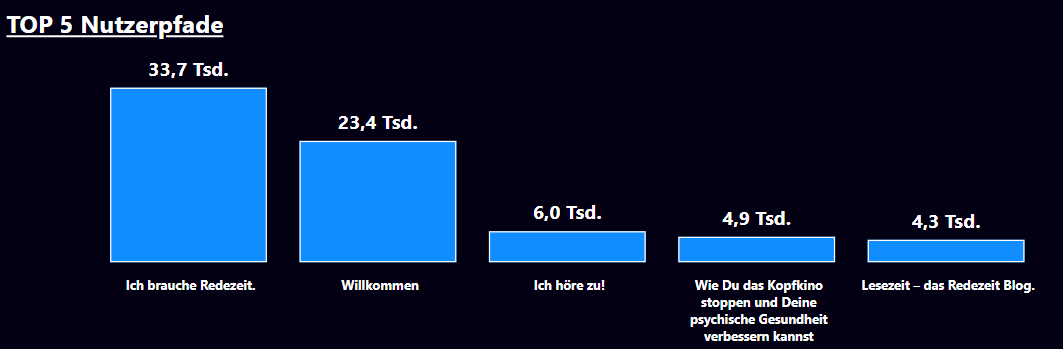 TOP 5 Nutzerpfade
33,7 Tsd.
23,4 Tsd.
6,0 Tsd.
4,9 Tsd.
4,3 Tsd.
Ich brauche Redezeit.
Willkommen
Ich höre zu!
Wie Du das Kopfkino
stoppen und Deine
psychische Gesundheit
verbessern kannst
Lesezeit – das Redezeit Blog.